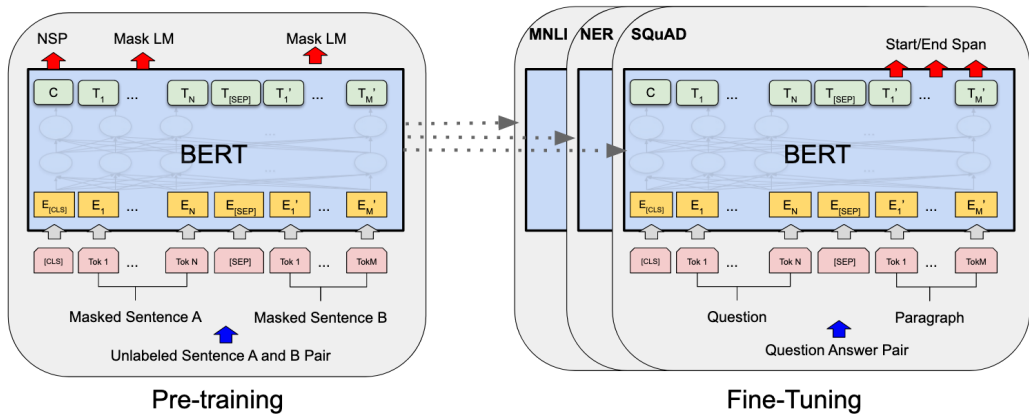 NSP Mask LM Mask LM
C T1 ... TN T[SEP] T1' ... TM'
...
...
BERT
E[CLS] E1 ... EN E[SEP] E1' ... EM'
[CLS] Tok 1 ... Tok N [SEP] Tok 1 ... TokM
Masked Sentence A Masked Sentence B
Unlabeled Sentence A and B Pair
Pre-training
MNLI NER SQuAD
Start/End Span
C T1 ... TN T[SEP] T1' ... TM'
...
...
BERT
E[CLS] E1 ... EN E[SEP] E1' ... EM'
[CLS] Tok 1 ... Tok N [SEP] Tok 1 ... TokM
Question Paragraph
Question Answer Pair
Fine-Tuning